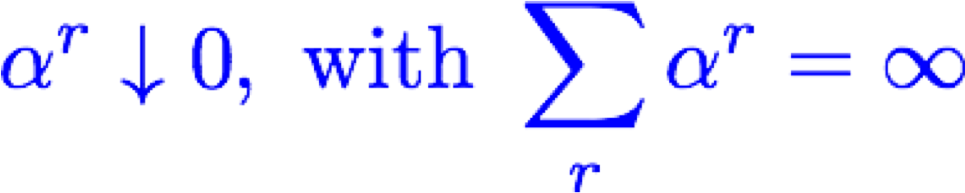 α^r ↓ 0, with ∑_r α^r = ∞